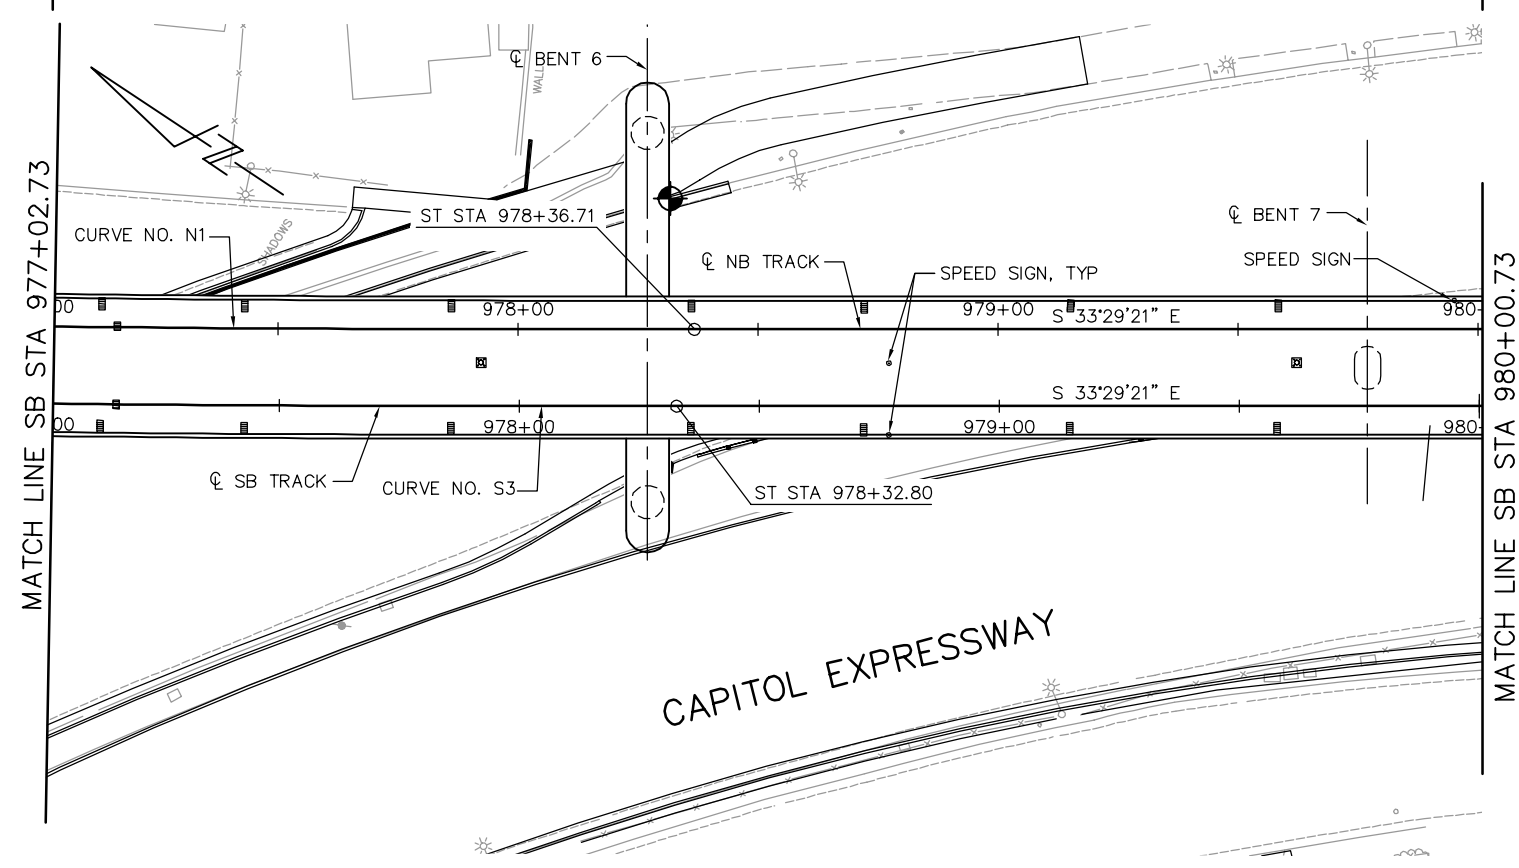 ℄ BENT 6
WALL
MATCH LINE SB STA 977+02.73
ST STA 978+36.71
CURVE NO. N1
SHADOWS
℄ BENT 7
℄ NB TRACK
SPEED SIGN, TYP
SPEED SIGN
00
978+00
979+00
980
S 33°29'21" E
S 33°29'21" E
00
978+00
979+00
980
℄ SB TRACK
CURVE NO. S3
ST STA 978+32.80
MATCH LINE SB STA 980+00.73
CAPITOL EXPRESSWAY